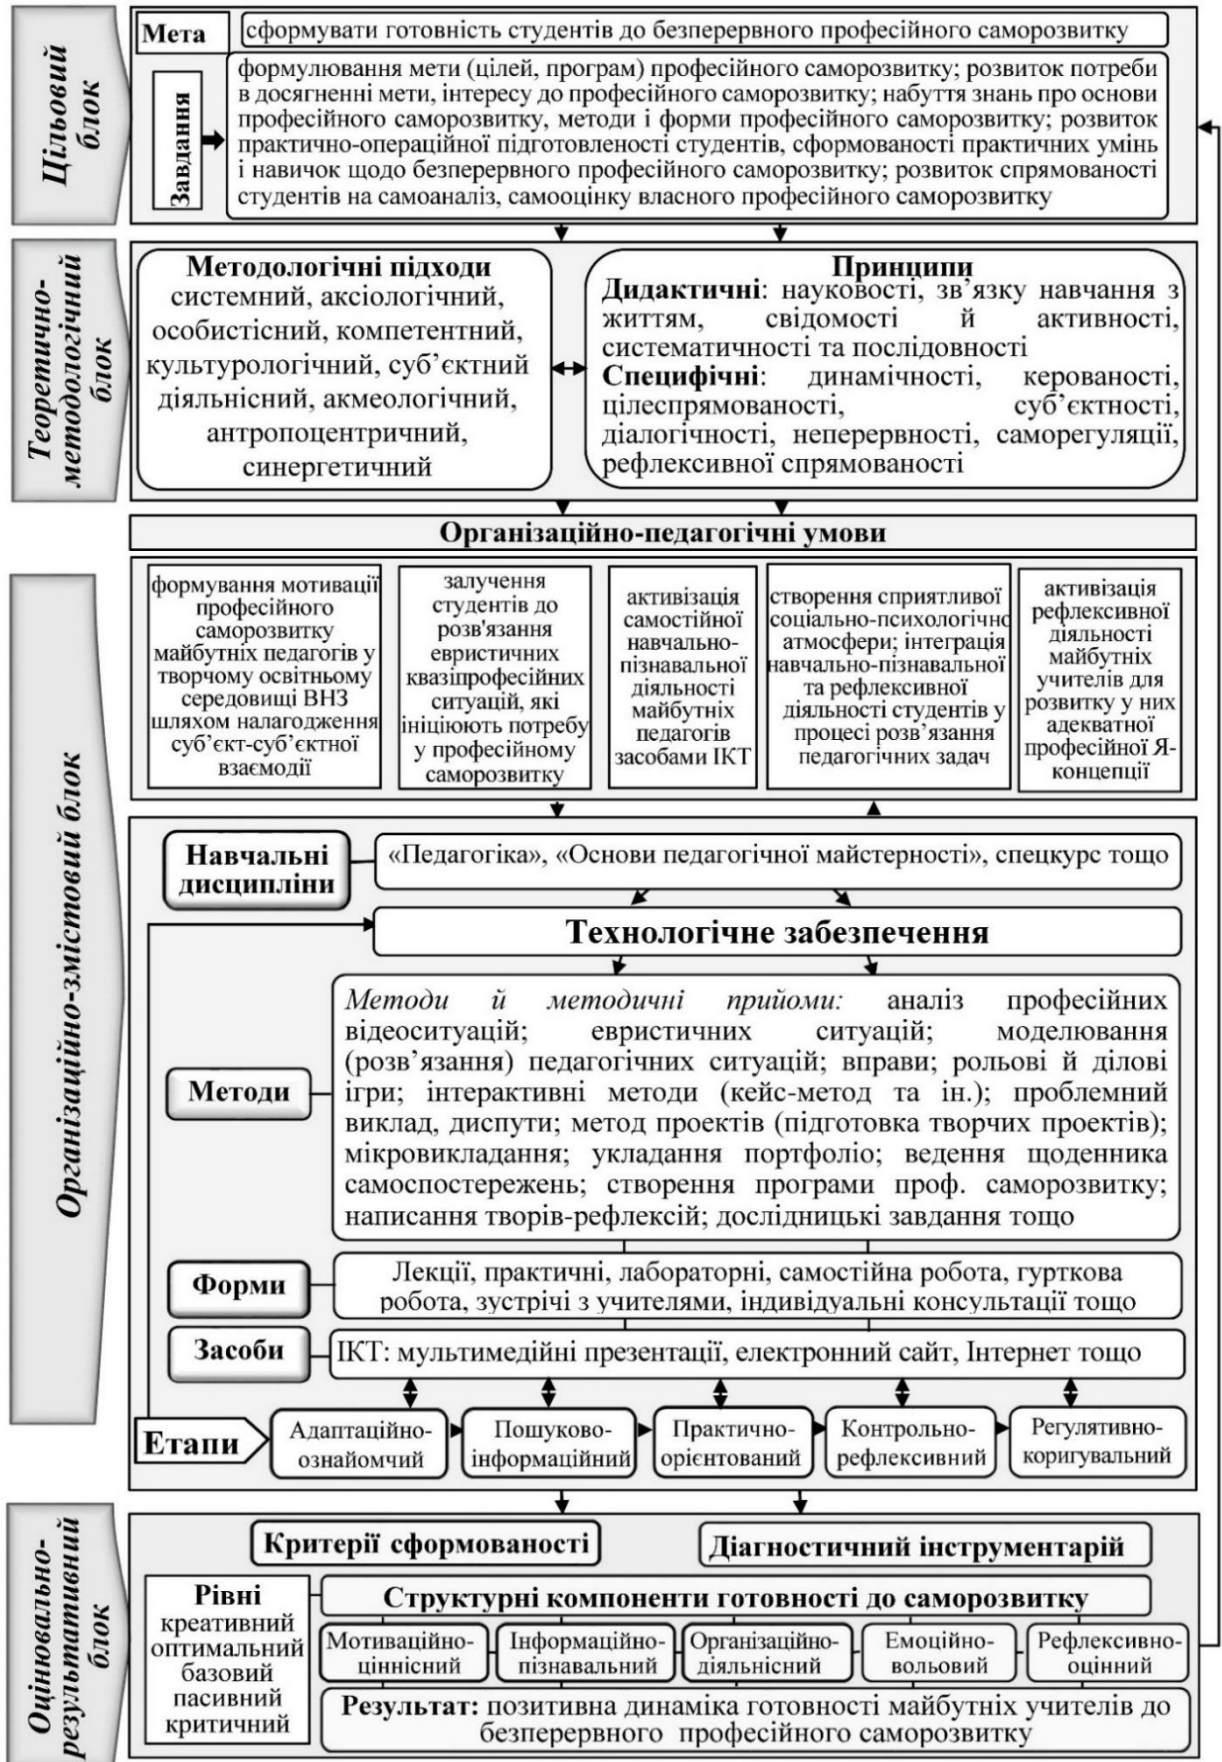 Цільовий
блок
Мета
сформувати готовність студентів до безперервного професійного саморозвитку
Завдання
формулювання мети (цілей, програм) професійного саморозвитку; розвиток потреби
в досягненні мети, інтересу до професійного саморозвитку; набуття знань про основи
професійного саморозвитку, методи і форми професійного саморозвитку; розвиток
практично-операційної підготовленості студентів, сформованості практичних умінь
і навичок щодо безперервного професійного саморозвитку; розвиток спрямованості
студентів на самоаналіз, самооцінку власного професійного саморозвитку
Теоретично-
методологічний
блок
Методологічні підходи
системний, аксіологічний,
особистісний, компетентний,
культурологічний, суб’єктний
діяльнісний, акмеологічний,
антропоцентричний,
синергетичний
Принципи
Дидактичні: науковості, зв’язку навчання з
життям, свідомості й активності,
систематичності та послідовності
Специфічні: динамічності, керованості,
цілеспрямованості, суб’єктності,
діалогічності, неперервності, саморегуляції,
рефлексивної спрямованості
Організаційно-педагогічні умови
Організаційно-змістовий блок
формування мотивації
професійного
саморозвитку
майбутніх педагогів у
творчому освітньому
середовищі ВНЗ
шляхом налагодження
суб’єкт-суб’єктної
взаємодії
залучення
студентів до
розв'язання
евристичних
квазіпрофесійних
ситуацій, які
ініціюють потребу
у професійному
саморозвитку
активізація
самостійної
навчально-
пізнавальної
діяльності
майбутніх
педагогів
засобами ІКТ
створення сприятливої
соціально-психологічно
атмосфери; інтеграція
навчально-пізнавальної
та рефлексивної
діяльності студентів у
процесі розв’язання
педагогічних задач
активізація
рефлексивної
діяльності
майбутніх
учителів для
розвитку у них
адекватної
професійної Я-
концепції
Навчальні
дисципліни
«Педагогіка», «Основи педагогічної майстерності», спецкурс тощо
Технологічне забезпечення
Методи
Методи й методичні прийоми: аналіз професійних
відеоситуацій; евристичних ситуацій; моделювання
(розв’язання) педагогічних ситуацій; вправи; рольові й ділові
ігри; інтерактивні методи (кейс-метод та ін.); проблемний
виклад, диспути; метод проектів (підготовка творчих проектів);
мікровикладання; укладання портфоліо; ведення щоденника
самоспостережень; створення програми проф. саморозвитку;
написання творів-рефлексій; дослідницькі завдання тощо
Форми
Лекції, практичні, лабораторні, самостійна робота, гурткова
робота, зустрічі з учителями, індивідуальні консультації тощо
Засоби
ІКТ: мультимедійні презентації, електронний сайт, Інтернет тощо
Етапи
Адаптаційно-
ознайомчий
Пошуково-
інформаційний
Практично-
орієнтований
Контрольно-
рефлексивний
Регулятивно-
коригувальний
Оцінювально-
результативний
блок
Критерії сформованості
Діагностичний інструментарій
Рівні
креативний
оптимальний
базовий
пасивний
критичний
Структурні компоненти готовності до саморозвитку
Мотиваційно-
ціннісний
Інформаційно-
пізнавальний
Організаційно-
діяльнісний
Емоційно-
вольовий
Рефлексивно-
оцінний
Результат: позитивна динаміка готовності майбутніх учителів до
безперервного професійного саморозвитку